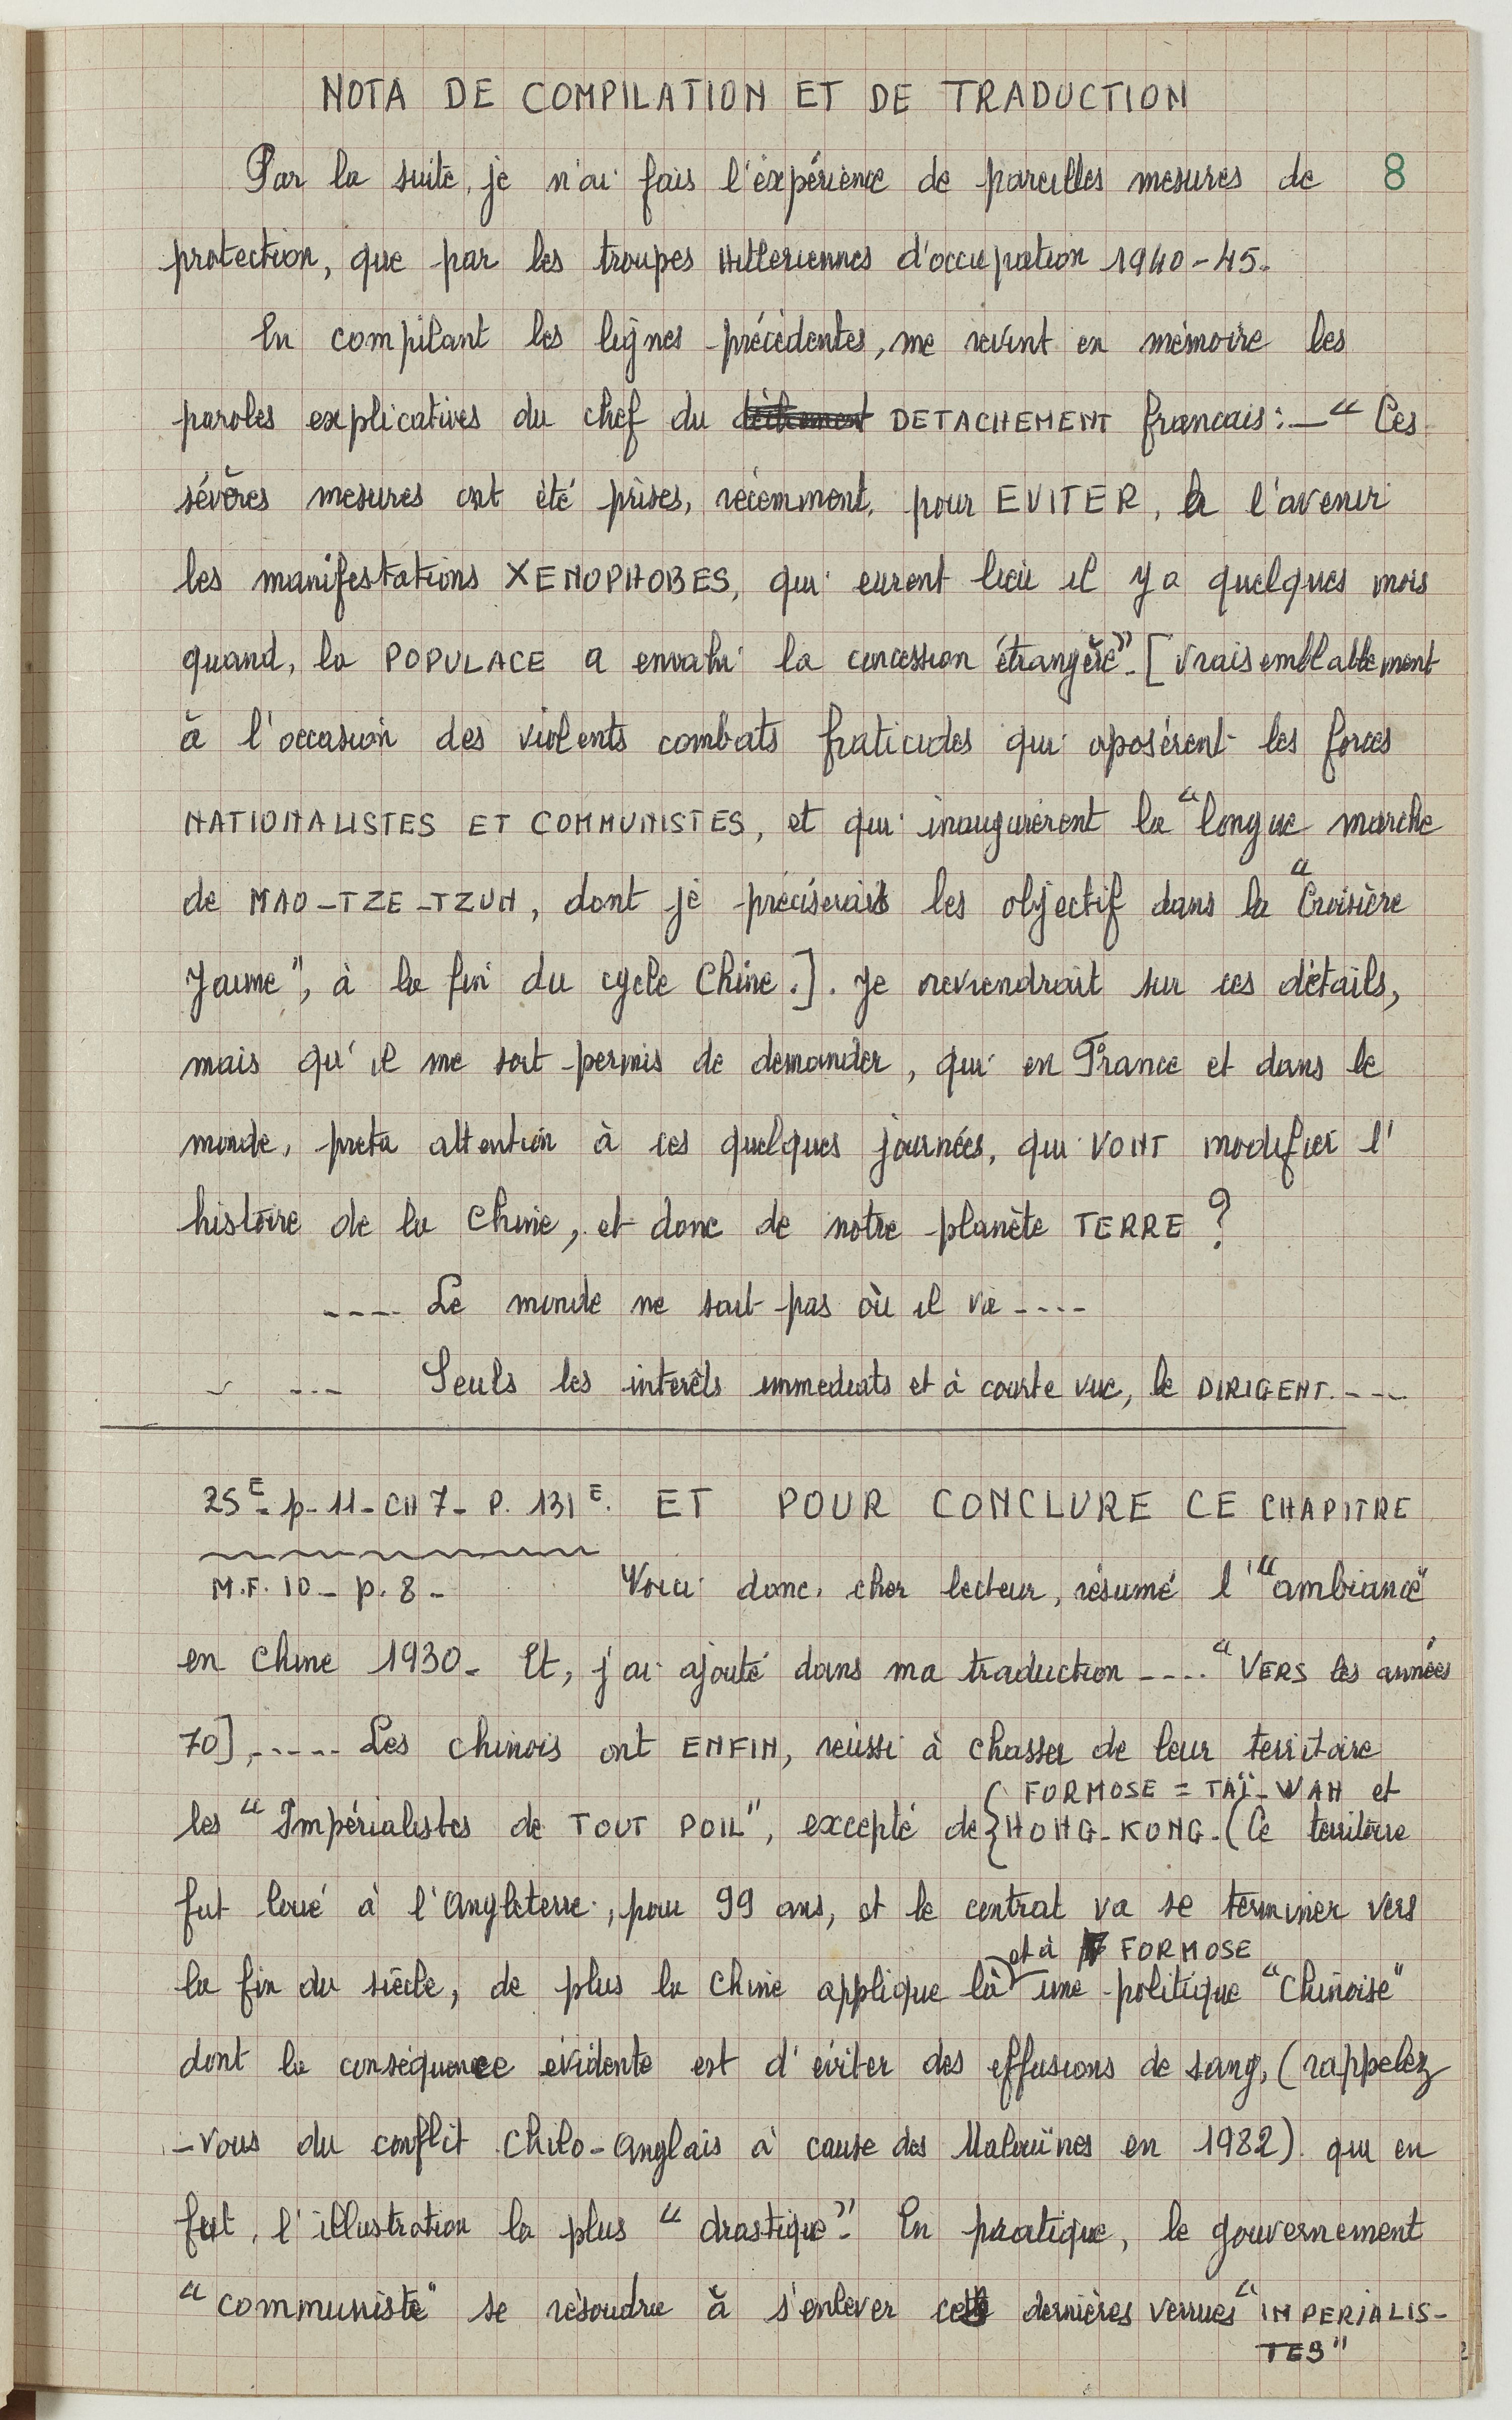 NOTA DE COMPILATION ET DE TRADUCTION
Par la suite, je n'ai fais l'expérience de pareilles mesures de 8
protection, que par les troupes Hitleriennes d'occupation 1940-45.
En compilant les lignes précédentes, me revint en mémoire les
paroles explicatives du chef du DETACHEMENT francais:_" Ces
sévères mesures ont été prises, récemment, pour EVITER, à l'avenir
les manifestations XENOPHOBES, qui eurent lieu il y a quelques mois
quand, la POPULACE a envahi la concession étrangère". [Vraisemblablement
à l'occasion des violents combats fraticides qui oposérent les forces
NATIONALISTES ET COMMUNISTES, et qui inaugurèrent la "longue marche
de MAO-TZE-TZUN, dont je préciserais les objectif dans la "Croisière
Jaune", à la fin du cycle Chine.]. Je reviendrait sur ces détails,
mais qu'il me soit permis de demander, qui en France et dans le
monde, preta attention à ces quelques journées, qui VONT modifier l'
histoire de la Chine, et donc de notre planète TERRE ?
---- Le monde ne sait pas où il va ----
--- Seuls les interêts immediats et à courte vue, le DIRIGENT.---
25E- p-11- CH 7- P. 131E. ET POUR CONCLURE CE CHAPITRE
M.F. 10- p. 8- Voici donc, cher lecteur, résumé l'"ambiance"
en Chine 1930. Et, j'ai ajouté dans ma traduction ----"VERS les années
70],----- Les chinois ont ENFIN, reüssi à chasser de leur territoire
FORMOSE = TAÏ-WAN et
les "Impérialistes de TOUT POIL", excepté de { HONG-KONG-(Ce territoire
fut loué à l'Angleterre, pour 99 ans, et le contrat va se terminer vers
et à FORMOSE
la fin du siècle, de plus la Chine applique là une politique "Chinoise"
dont la conséquence evidente est d'éviter des effusions de sang, (rappelez
-vous du conflit Chilo-Anglais à cause des Malouïnes en 1982) qui en
fut, l'illustration la plus "drastique". En pratique, le gouvernement
"communiste" se résoudra à s'enlever ces dernières verrues "IMPERIALIS-
TES"